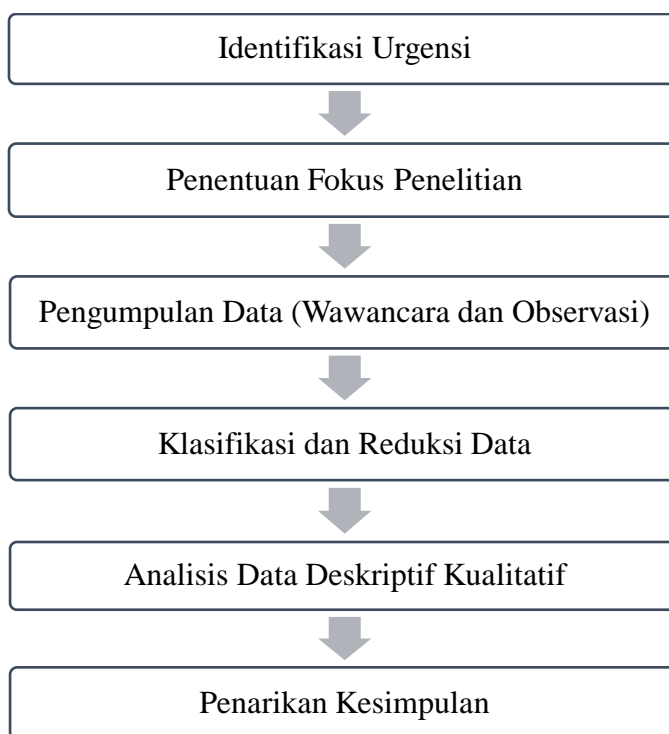 Identifikasi Urgensi
Penentuan Fokus Penelitian
Pengumpulan Data (Wawancara dan Observasi)
Klasifikasi dan Reduksi Data
Analisis Data Deskriptif Kualitatif
Penarikan Kesimpulan